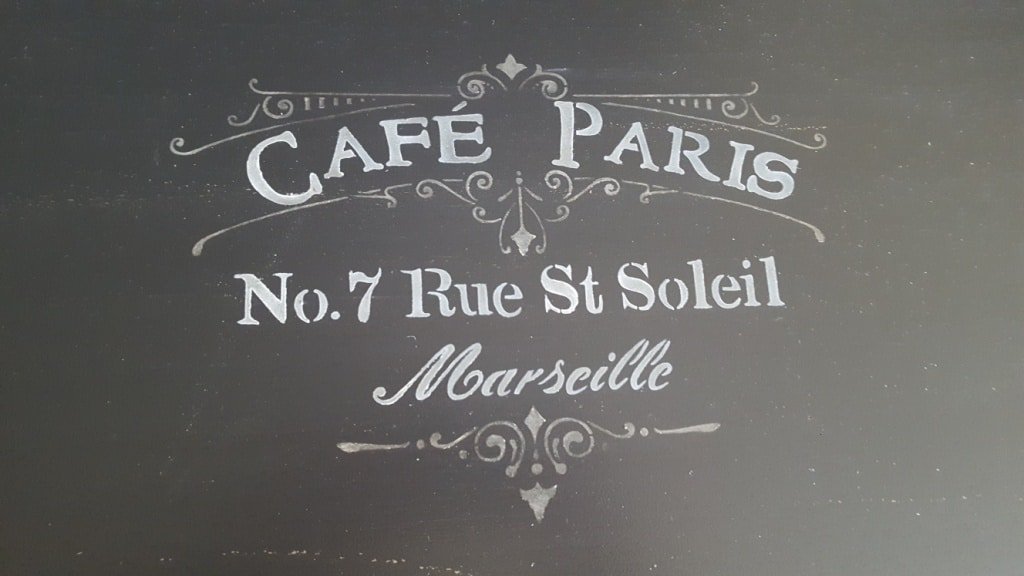 CAFÉ PARIS
No. 7 Rue St Soleil
Marseille